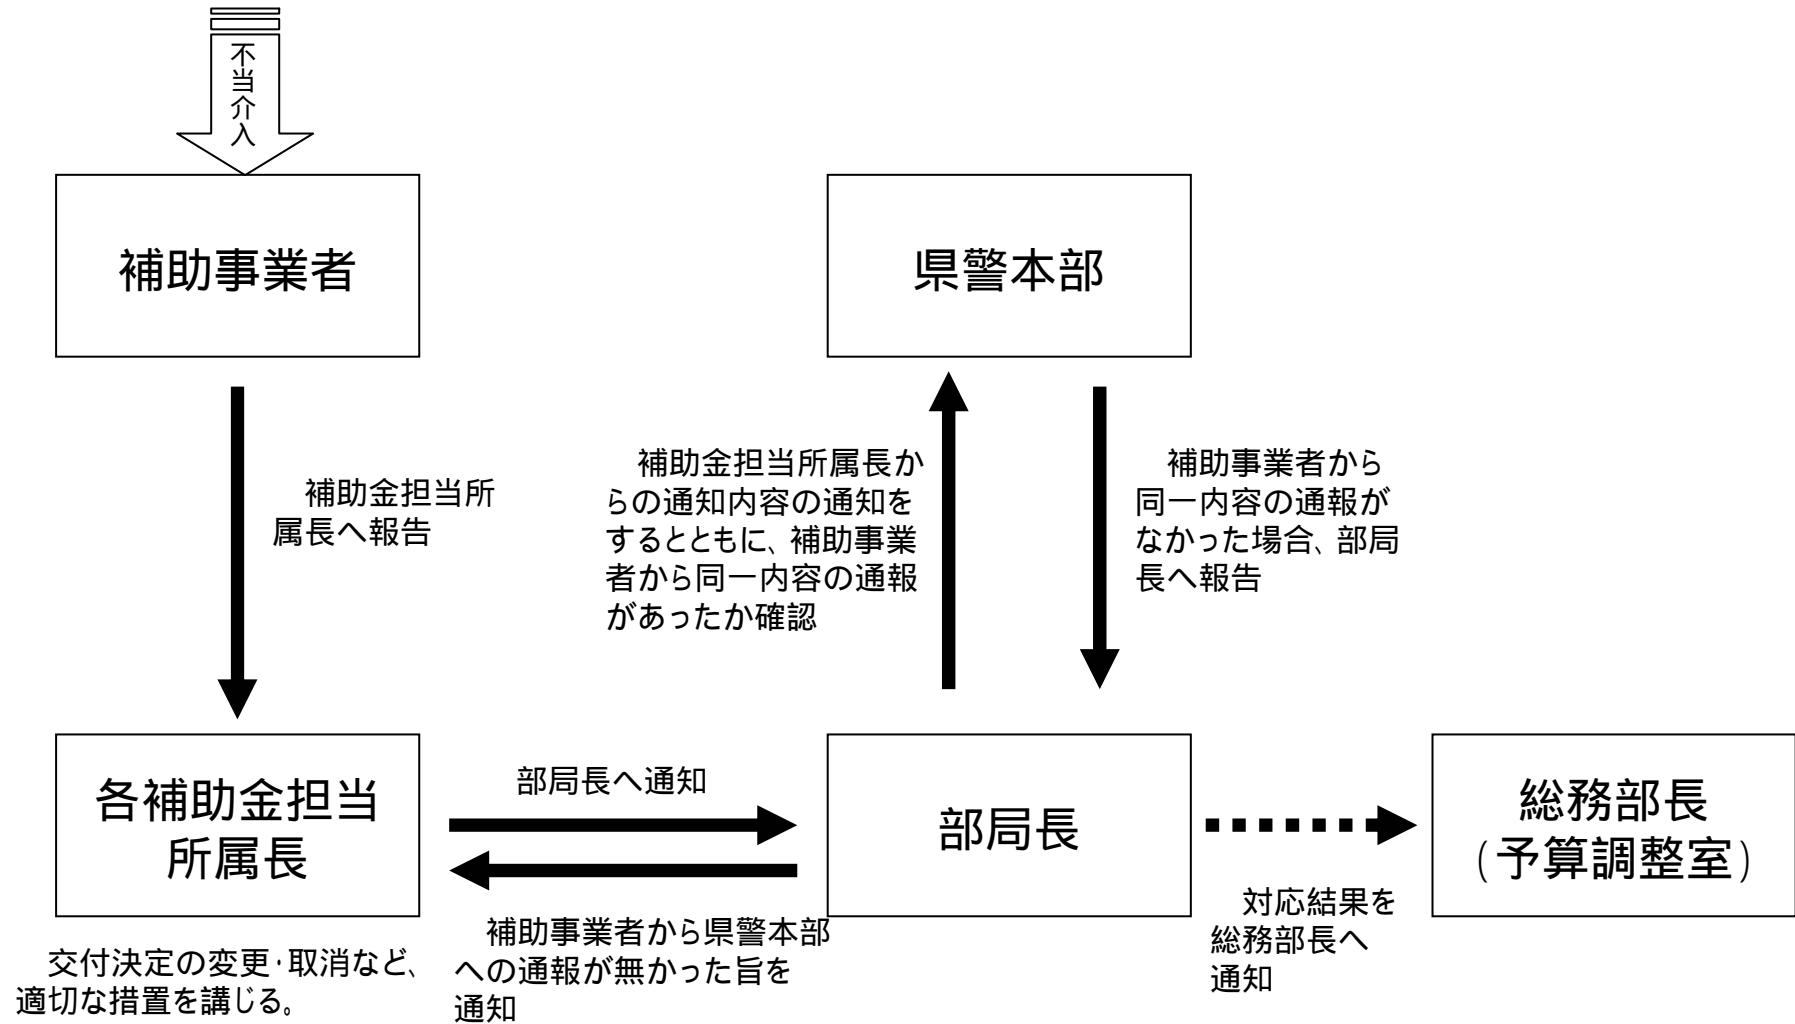 不当介入
補助事業者
県警本部
補助金担当所
属長へ報告
補助金担当所属長か
らの通知内容の通知を
するとともに、補助事業
者から同一内容の通報
があったか確認
補助事業者から
同一内容の通報が
なかった場合、部局
長へ報告
各補助金担当
所属長
部局長へ通知
部局長
総務部長
(予算調整室)
交付決定の変更・取消など、
適切な措置を講じる。
補助事業者から県警本部
への通報が無かった旨を
通知
対応結果を
総務部長へ
通知